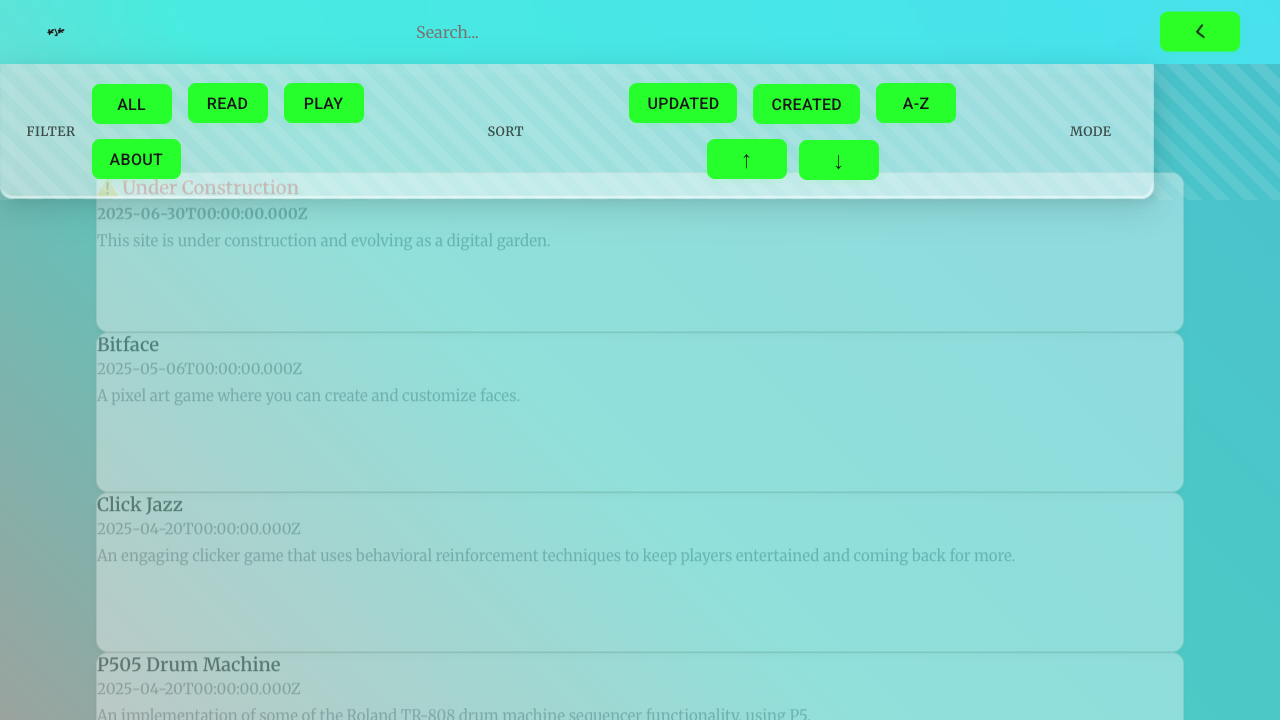 Search...
FILTER
ALL
READ
PLAY
ABOUT
SORT
UPDATED
CREATED
A-Z
↑
↓
MODE
⚠️ Under Construction
2025-06-30T00:00:00.000Z
This site is under construction and evolving as a digital garden.
Bitface
2025-05-06T00:00:00.000Z
A pixel art game where you can create and customize faces.
Click Jazz
2025-04-20T00:00:00.000Z
An engaging clicker game that uses behavioral reinforcement techniques to keep players entertained and coming back for more.
P505 Drum Machine
2025-04-20T00:00:00.000Z
An implementation of some of the Roland TR-808 drum machine sequencer functionality, using P5.